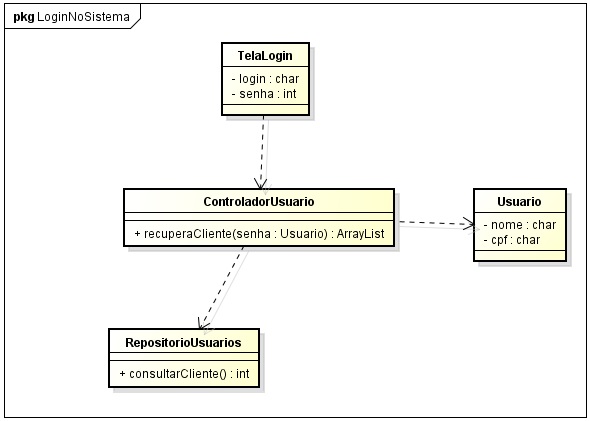 pkg LoginNoSistema
TelaLogin
- login : char
- senha : int
ControladorUsuario
+ recuperaCliente(senha : Usuario) : ArrayList
Usuario
- nome : char
- cpf : char
RepositorioUsuarios
+ consultarCliente() : int